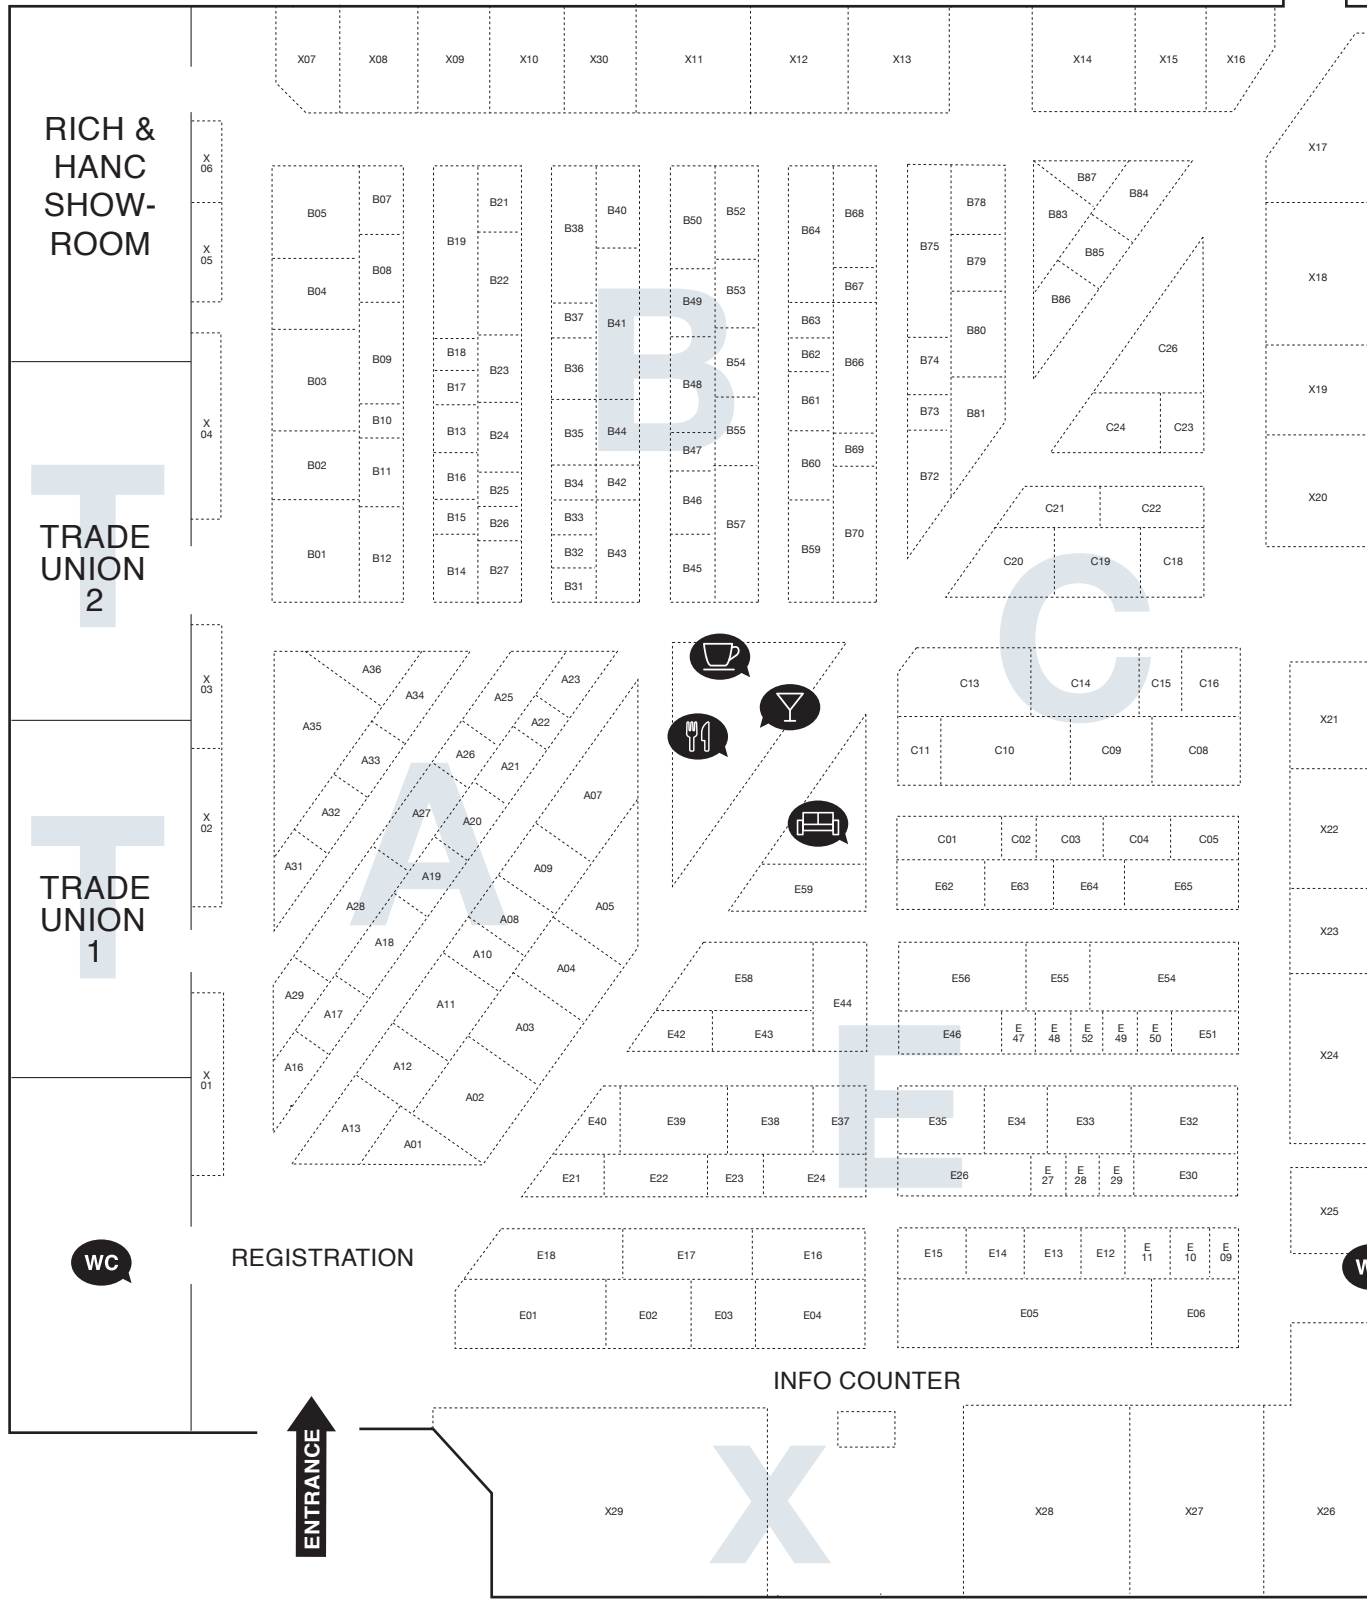 X07 X08 X09 X10 X30 X11 X12 X13 X14 X15 X16
RICH &
HANC
SHOW-
ROOM
X
06
X
05
X
04
TRADE
UNION
2
T
X
03
X
02
TRADE
UNION
1
T
X
01
WC
X17
X18
X19
X20
X21
X22
X23
X24
X25
W
X26
B
B05
B04
B03
B02
B01
B07
B08
B09
B10
B11
B12
B19
B18
B17
B13
B16
B15
B14
B21
B22
B23
B24
B25
B26
B27
B38
B37
B36
B35
B34
B33
B32
B31
B40
B41
B44
B42
B43
B50
B49
B48
B47
B46
B45
B52
B53
B54
B55
B57
B64
B63
B62
B61
B60
B59
B68
B67
B66
B69
B70
B75
B74
B73
B72
B78
B79
B80
B81
B87
B84
B83
B85
B86
C
C26
C24 C23
C21 C22
C20 C19 C18
C13 C14 C15 C16
C11 C10 C09 C08
C01 C02 C03 C04 C05
E62 E63 E64 E65
A
A36
A34
A35
A33
A32
A31
A23
A25
A22
A26
A21
A27
A20
A19
A28
A18
A29
A17
A16
A07
A09
A05
A08
A10
A04
A11
A03
A12
A02
A13
A01
E59
E
E58 E44
E42 E43
E56 E55 E54
E46
E
47
E
48
E
52
E
49
E
50
E51
E40 E39 E38 E37
E21 E22 E23 E24
E35 E34 E33 E32
E26
E
27
E
28
E
29
E30
REGISTRATION
E18 E17 E16
E01 E02 E03 E04
E15 E14 E13 E12
E
11
E
10
E
09
E05 E06
INFO COUNTER
ENTRANCE
X
X29 X28 X27